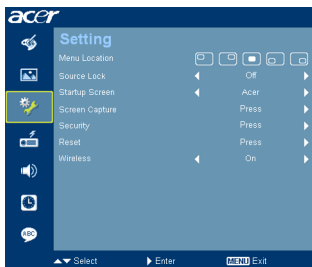 acer
Setting
Menu Location
Source Lock Off
Startup Screen Acer
Screen Capture Press
Security Press
Reset Press
Wireless On
ABC
Select Enter MENU Exit